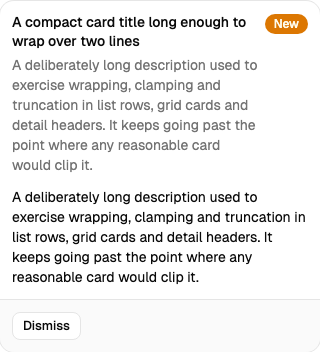 A compact card title long enough to
wrap over two lines
New
A deliberately long description used to
exercise wrapping, clamping and
truncation in list rows, grid cards and
detail headers. It keeps going past the
point where any reasonable card
would clip it.
A deliberately long description used to
exercise wrapping, clamping and truncation in
list rows, grid cards and detail headers. It
keeps going past the point where any
reasonable card would clip it.
Dismiss